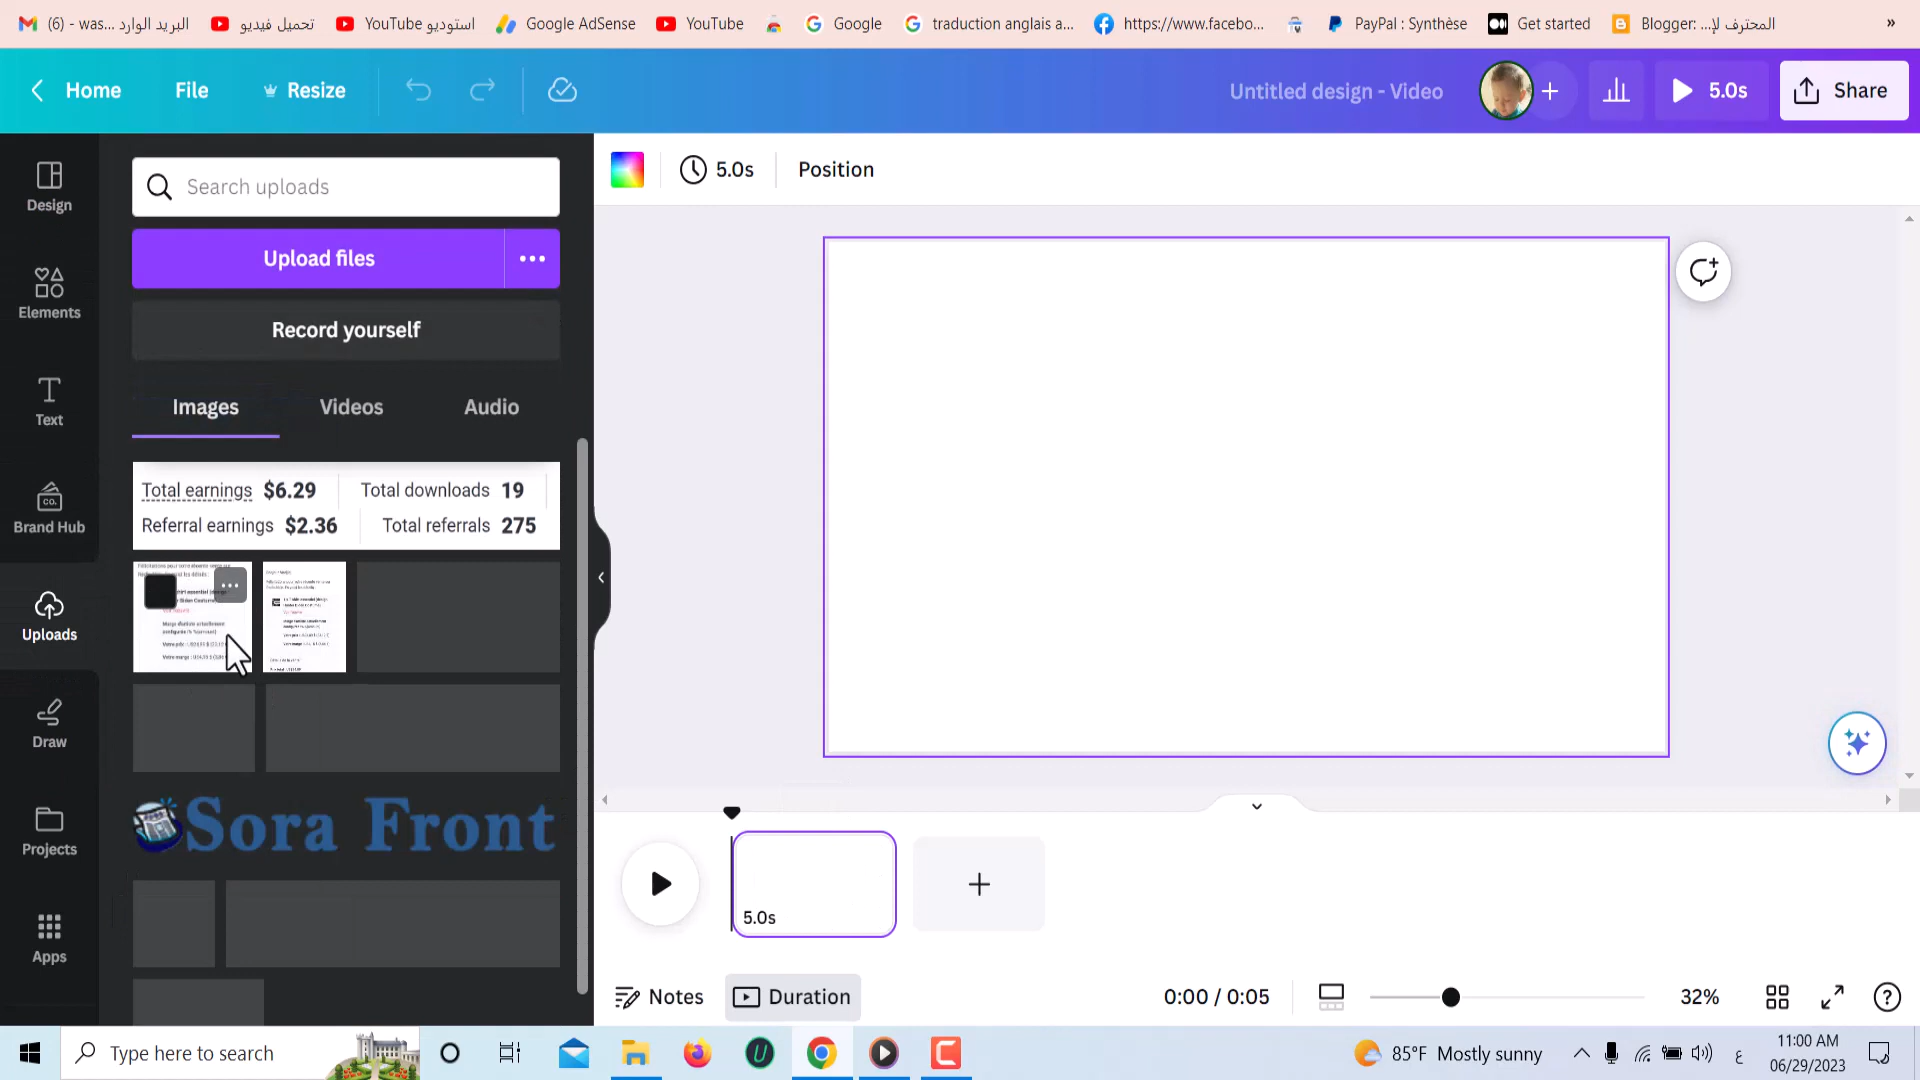 (6) - was... البريد الوارد
تحميل فيديو
استوديو YouTube
Google AdSense
YouTube
Google
traduction anglais a...
https://www.facebo...
PayPal : Synthèse
Get started
Blogger: ...المحترف لإ
»
Home
File
Resize
Untitled design - Video
5.0s
Share
Design
Elements
Text
CO.
Brand Hub
Uploads
Draw
Projects
Apps
Search uploads
Upload files
Record yourself
Images
Videos
Audio
Total earnings $6.29
Total downloads 19
Referral earnings $2.36
Total referrals 275
Sora Front
5.0s
Position
5.0s
Notes
Duration
0:00 / 0:05
32%
Type here to search
85°F Mostly sunny
ع
11:00 AM
06/29/2023